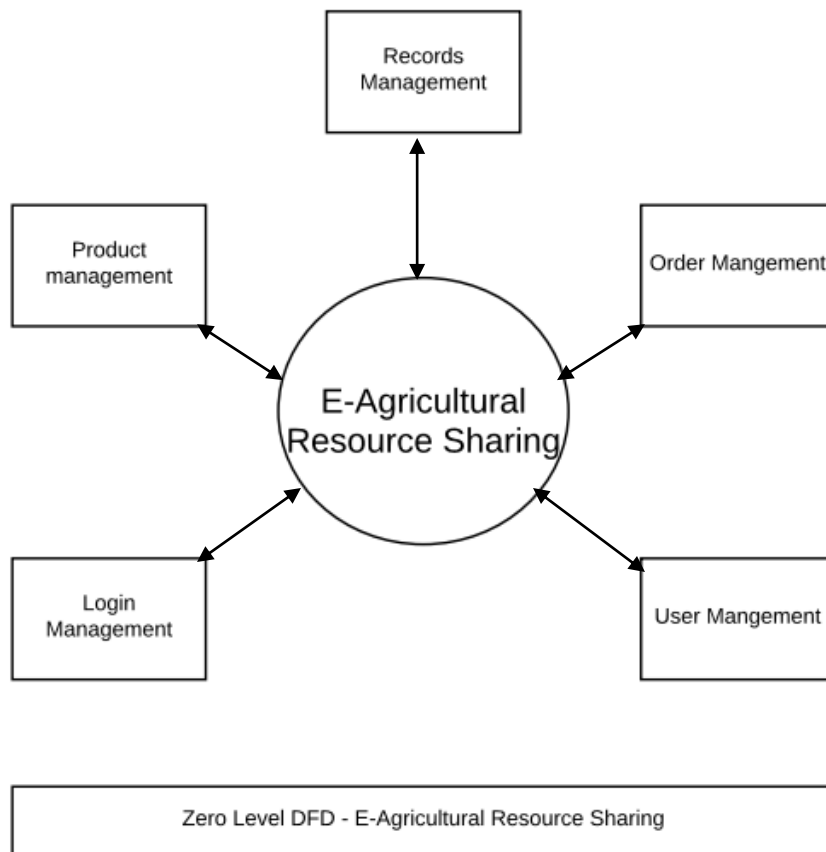 Records
Management
Product
management
Order Mangement
E-Agricultural
Resource Sharing
Login
Management
User Mangement
Zero Level DFD - E-Agricultural Resource Sharing